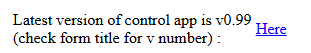 Latest version of control app is v0.99
(check form title for v number) : Here